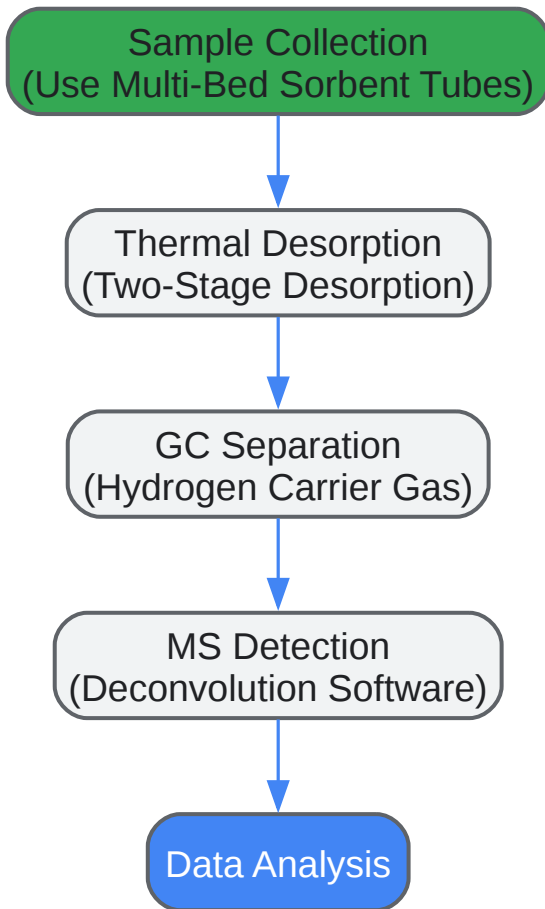 Sample Collection
(Use Multi-Bed Sorbent Tubes)
Thermal Desorption
(Two-Stage Desorption)
GC Separation
(Hydrogen Carrier Gas)
MS Detection
(Deconvolution Software)
Data Analysis